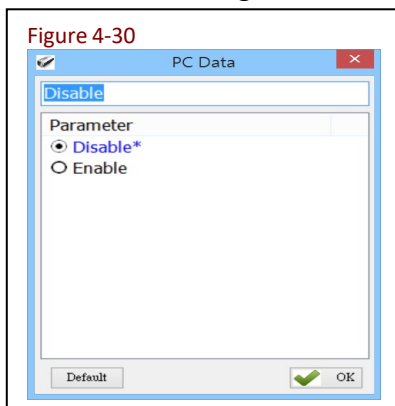 Figure 4-30
PC Data
Disable
Parameter
Disable*
Enable
Default
OK